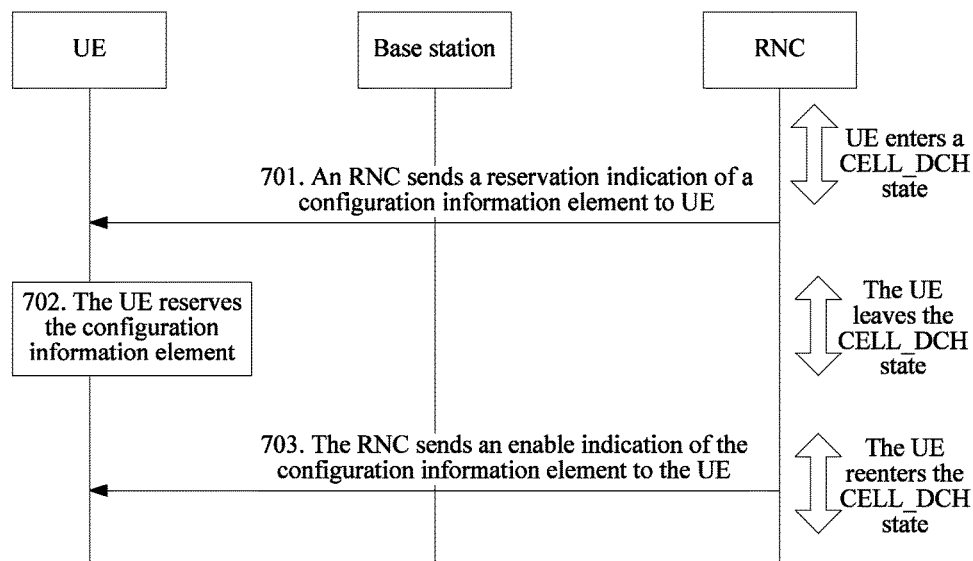 UE
Base station
RNC
UE enters a
CELL_DCH
state
701. An RNC sends a reservation indication of a
configuration information element to UE
702. The UE reserves
the configuration
information element
The UE
leaves the
CELL_DCH
state
703. The RNC sends an enable indication of the
configuration information element to the UE
The UE
reenters the
CELL_DCH
state